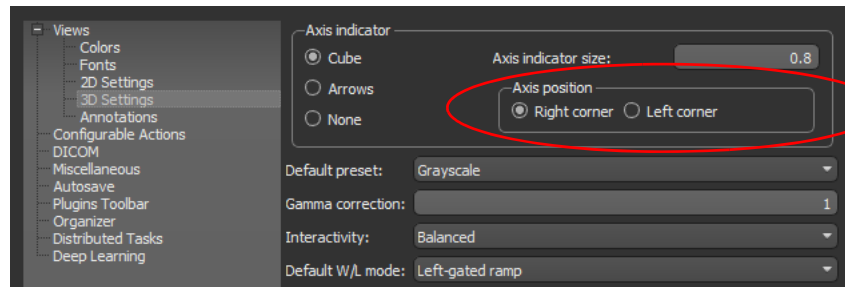 Views
Colors
Fonts
2D Settings
3D Settings
Annotations
Configurable Actions
DICOM
Miscellaneous
Autosave
Plugins Toolbar
Organizer
Distributed Tasks
Deep Learning
Axis indicator
Cube
Axis indicator size: 0.8
Arrows
Axis position
Right corner Left corner
None
Default preset: Grayscale
Gamma correction: 1
Interactivity: Balanced
Default W/L mode: Left-gated ramp